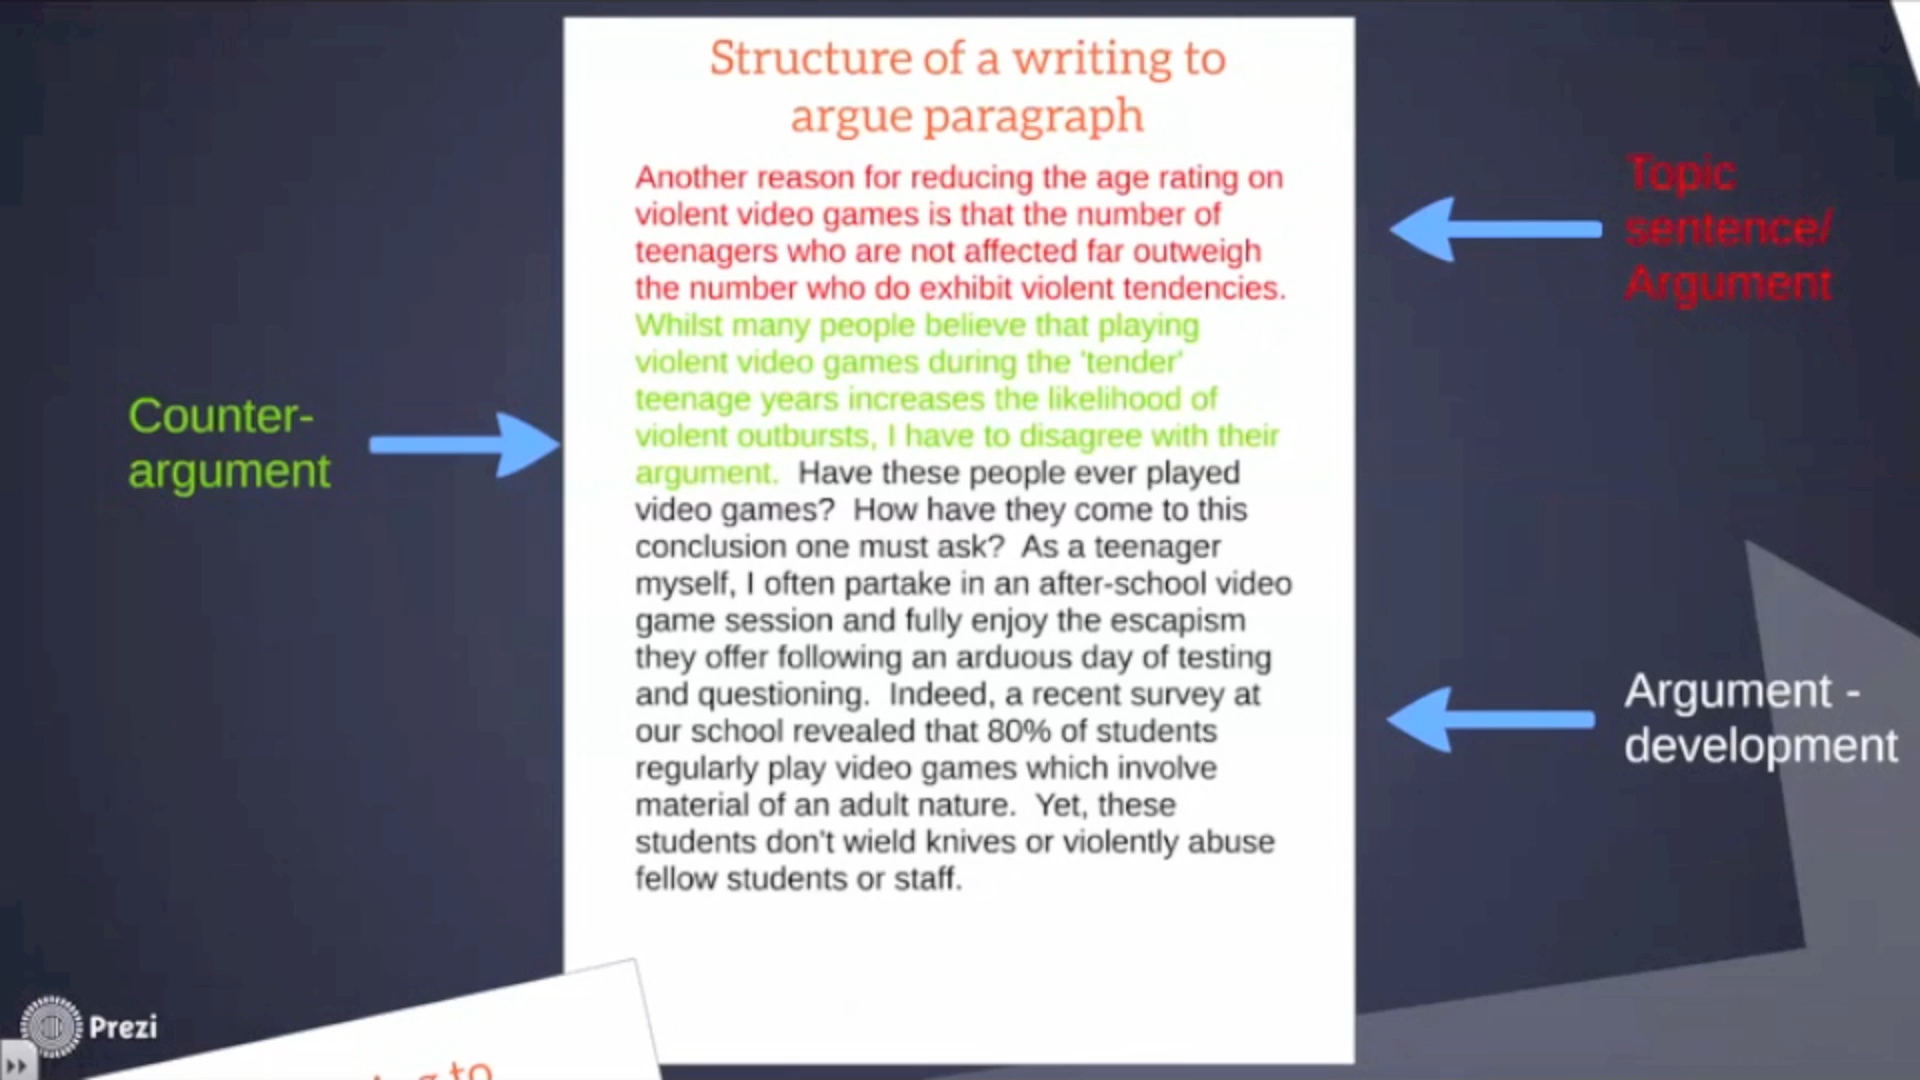 Structure of a writing to
argue paragraph
Another reason for reducing the age rating on
violent video games is that the number of
teenagers who are not affected far outweigh
the number who do exhibit violent tendencies.
Whilst many people believe that playing
violent video games during the 'tender'
teenage years increases the likelihood of
violent outbursts, I have to disagree with their
argument.  Have these people ever played
video games?  How have they come to this
conclusion one must ask?  As a teenager
myself, I often partake in an after-school video
game session and fully enjoy the escapism
they offer following an arduous day of testing
and questioning.  Indeed, a recent survey at
our school revealed that 80% of students
regularly play video games which involve
material of an adult nature.  Yet, these
students don't wield knives or violently abuse
fellow students or staff.
Topic
sentence/
Argument
Counter-
argument
Argument -
development
Prezi
to